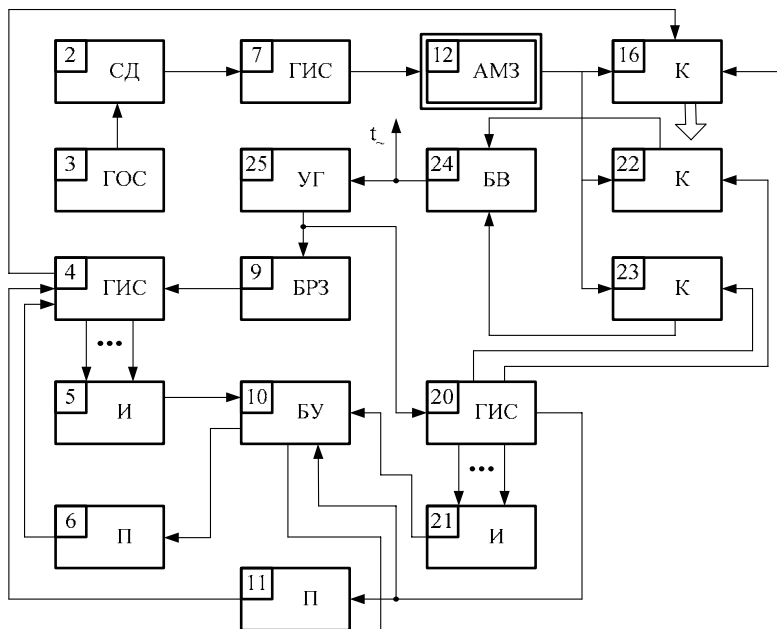 2 СД
7 ГИС
12 АМЗ
16 К
3 ГОС
25 УГ
t~
24 БВ
22 К
4 ГИС
9 БРЗ
23 К
•••
5 И
10 БУ
20 ГИС
•••
6 П
21 И
11 П